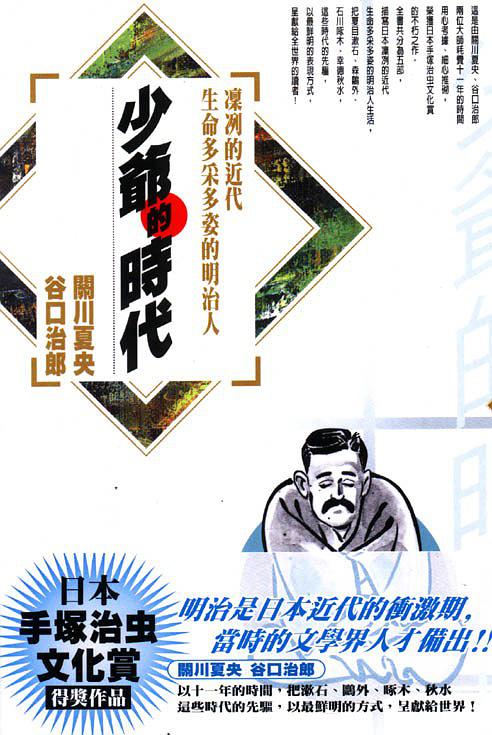 這是由關川夏央、谷口治郎
兩位大師耗費十一年的時間
用心考據、細心推砌，
榮獲日本手塚治虫文化賞
的不朽之作。
全書共分為五部，
描寫日本凜冽的近代
生命多采多姿的明治人生活，
把夏目漱石、森鷗外、
石川啄木、幸德秋水，
這些時代的先驅，
以最鮮明的表現方式，
呈獻給全世界的讀者！
凜冽的近代
生命多采多姿的明治人
少爺的時代
關川夏央
谷口治郎
日本
手塚治虫
文化賞
得獎作品
明治是日本近代的衝激期，
當時的文學界人才備出!!
關川夏央 谷口治郎
以十一年的時間，把漱石、鷗外、啄木、秋水
這些時代的先驅，以最鮮明的方式，呈獻給世界！